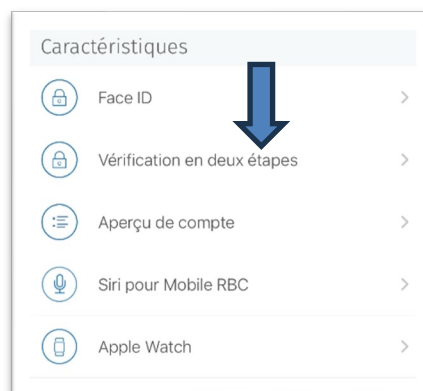 Caractéristiques
Face ID
Vérification en deux étapes
Aperçu de compte
Siri pour Mobile RBC
Apple Watch